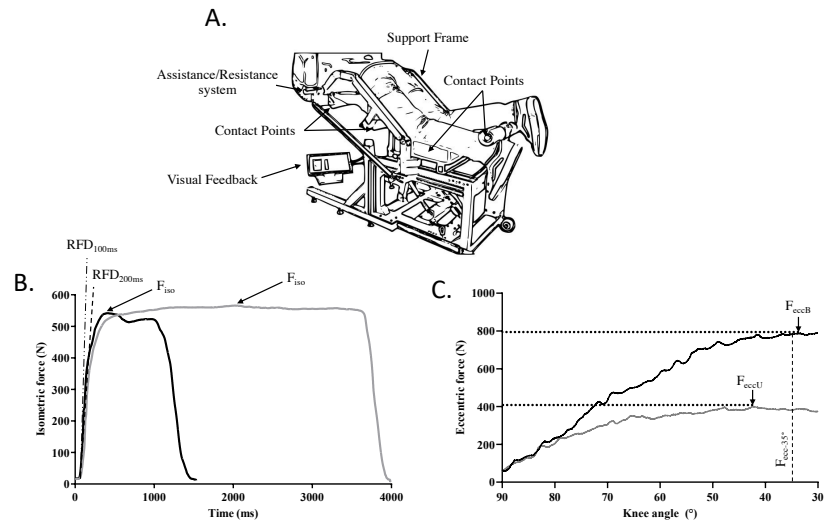 A.
Support Frame
Assistance/Resistance
system
Contact Points
Contact Points
Visual Feedback
B.
RFD100ms
RFD200ms
Fiso
Fiso
600
500
400
300
200
100
0
Isometric force (N)
0
1000
2000
3000
4000
Time (ms)
C.
FeccB
FeccU
Fecc-35°
1000
800
600
400
200
0
Eccentric force (N)
90
80
70
60
50
40
30
Knee angle (°)